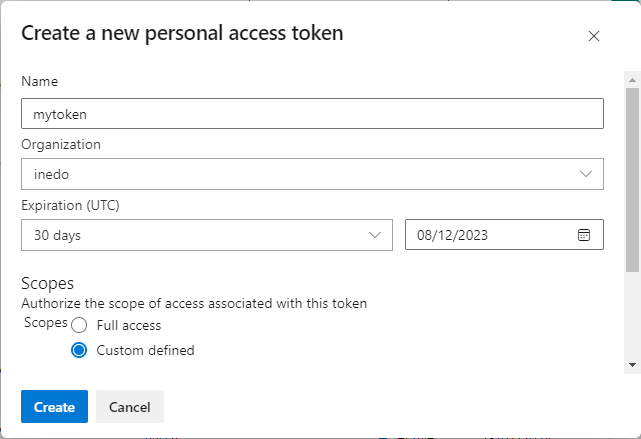 Create a new personal access token
Name
mytoken
Organization
inedo
Expiration (UTC)
30 days 08/12/2023
Scopes
Authorize the scope of access associated with this token
Scopes Full access
Custom defined
Create Cancel